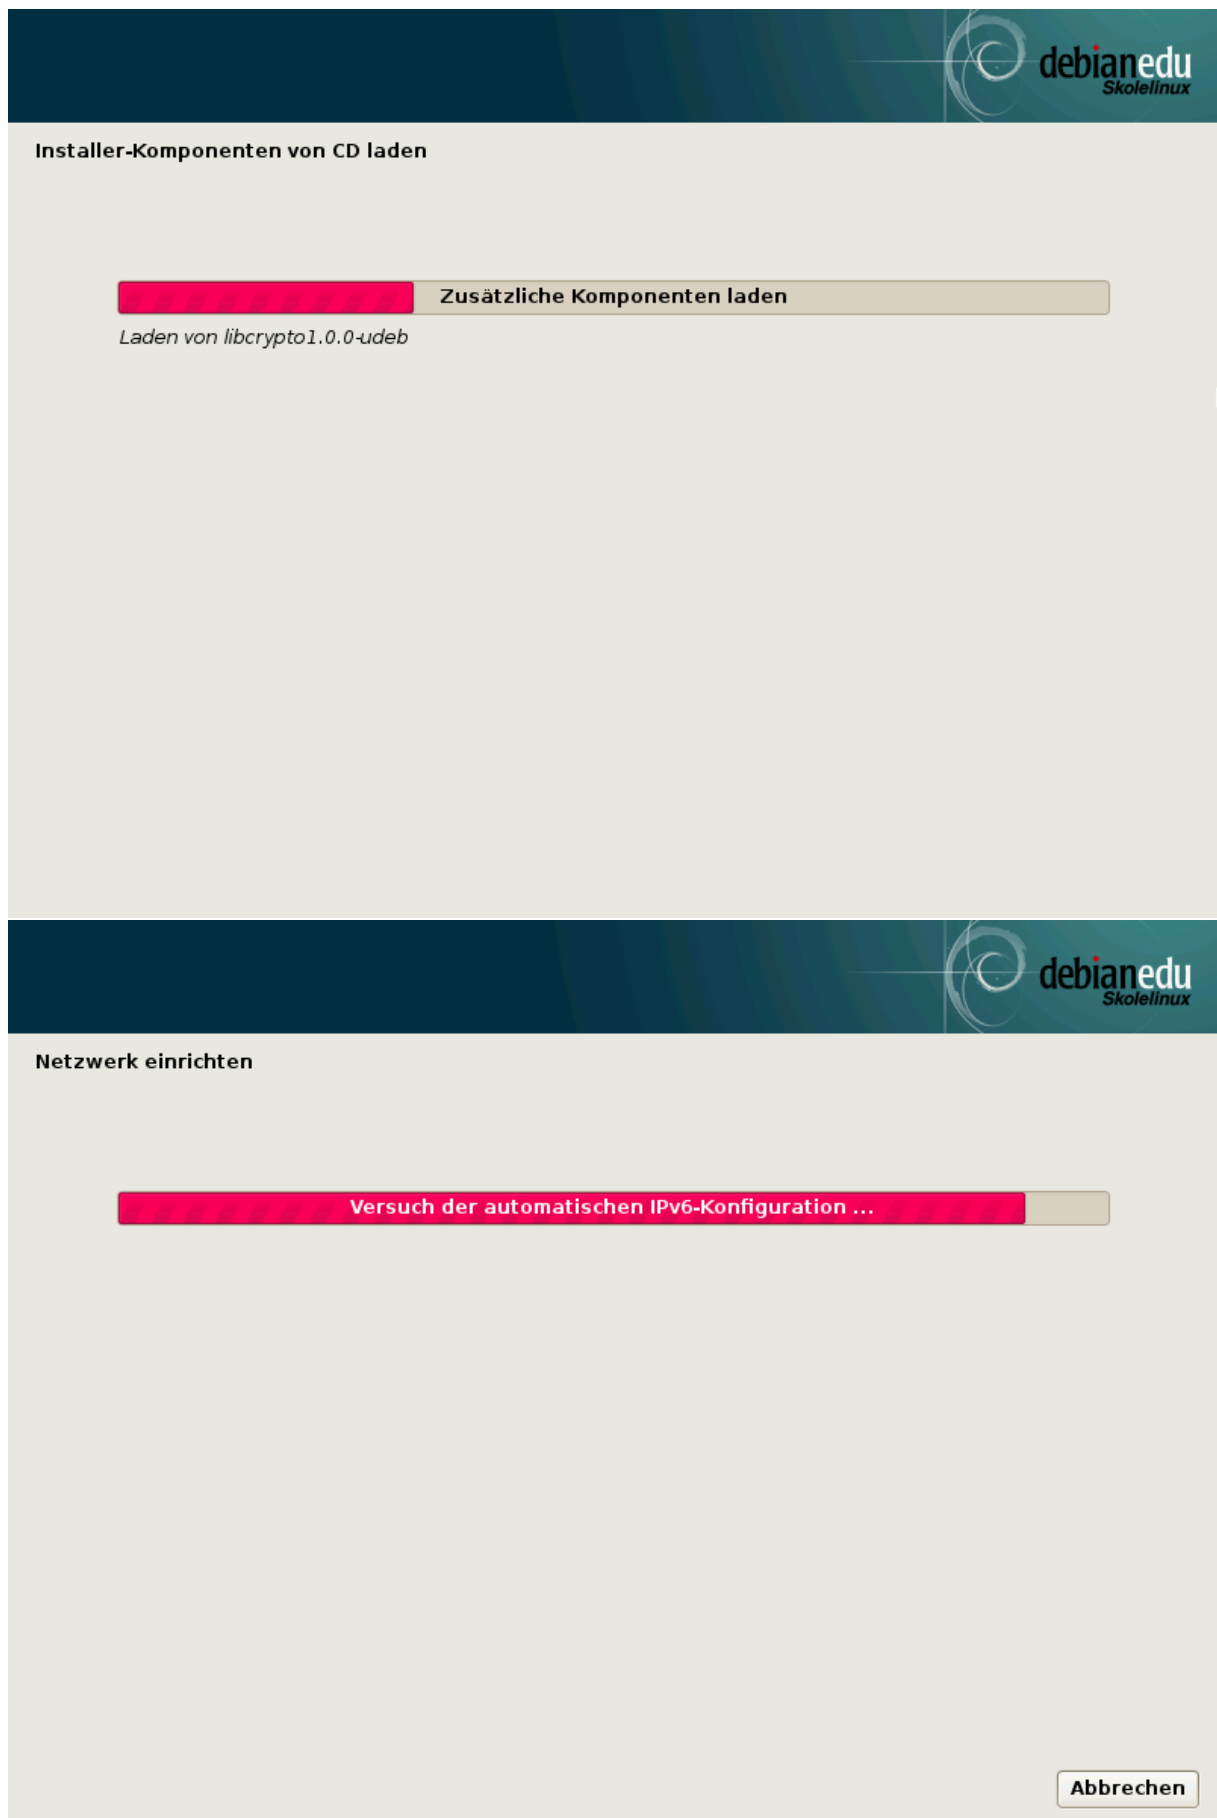 debianedu
Skolelinux
Installer-Komponenten von CD laden
Zusätzliche Komponenten laden
Laden von libcrypto1.0.0-udeb
debianedu
Skolelinux
Netzwerk einrichten
Versuch der automatischen IPv6-Konfiguration ...
Abbrechen